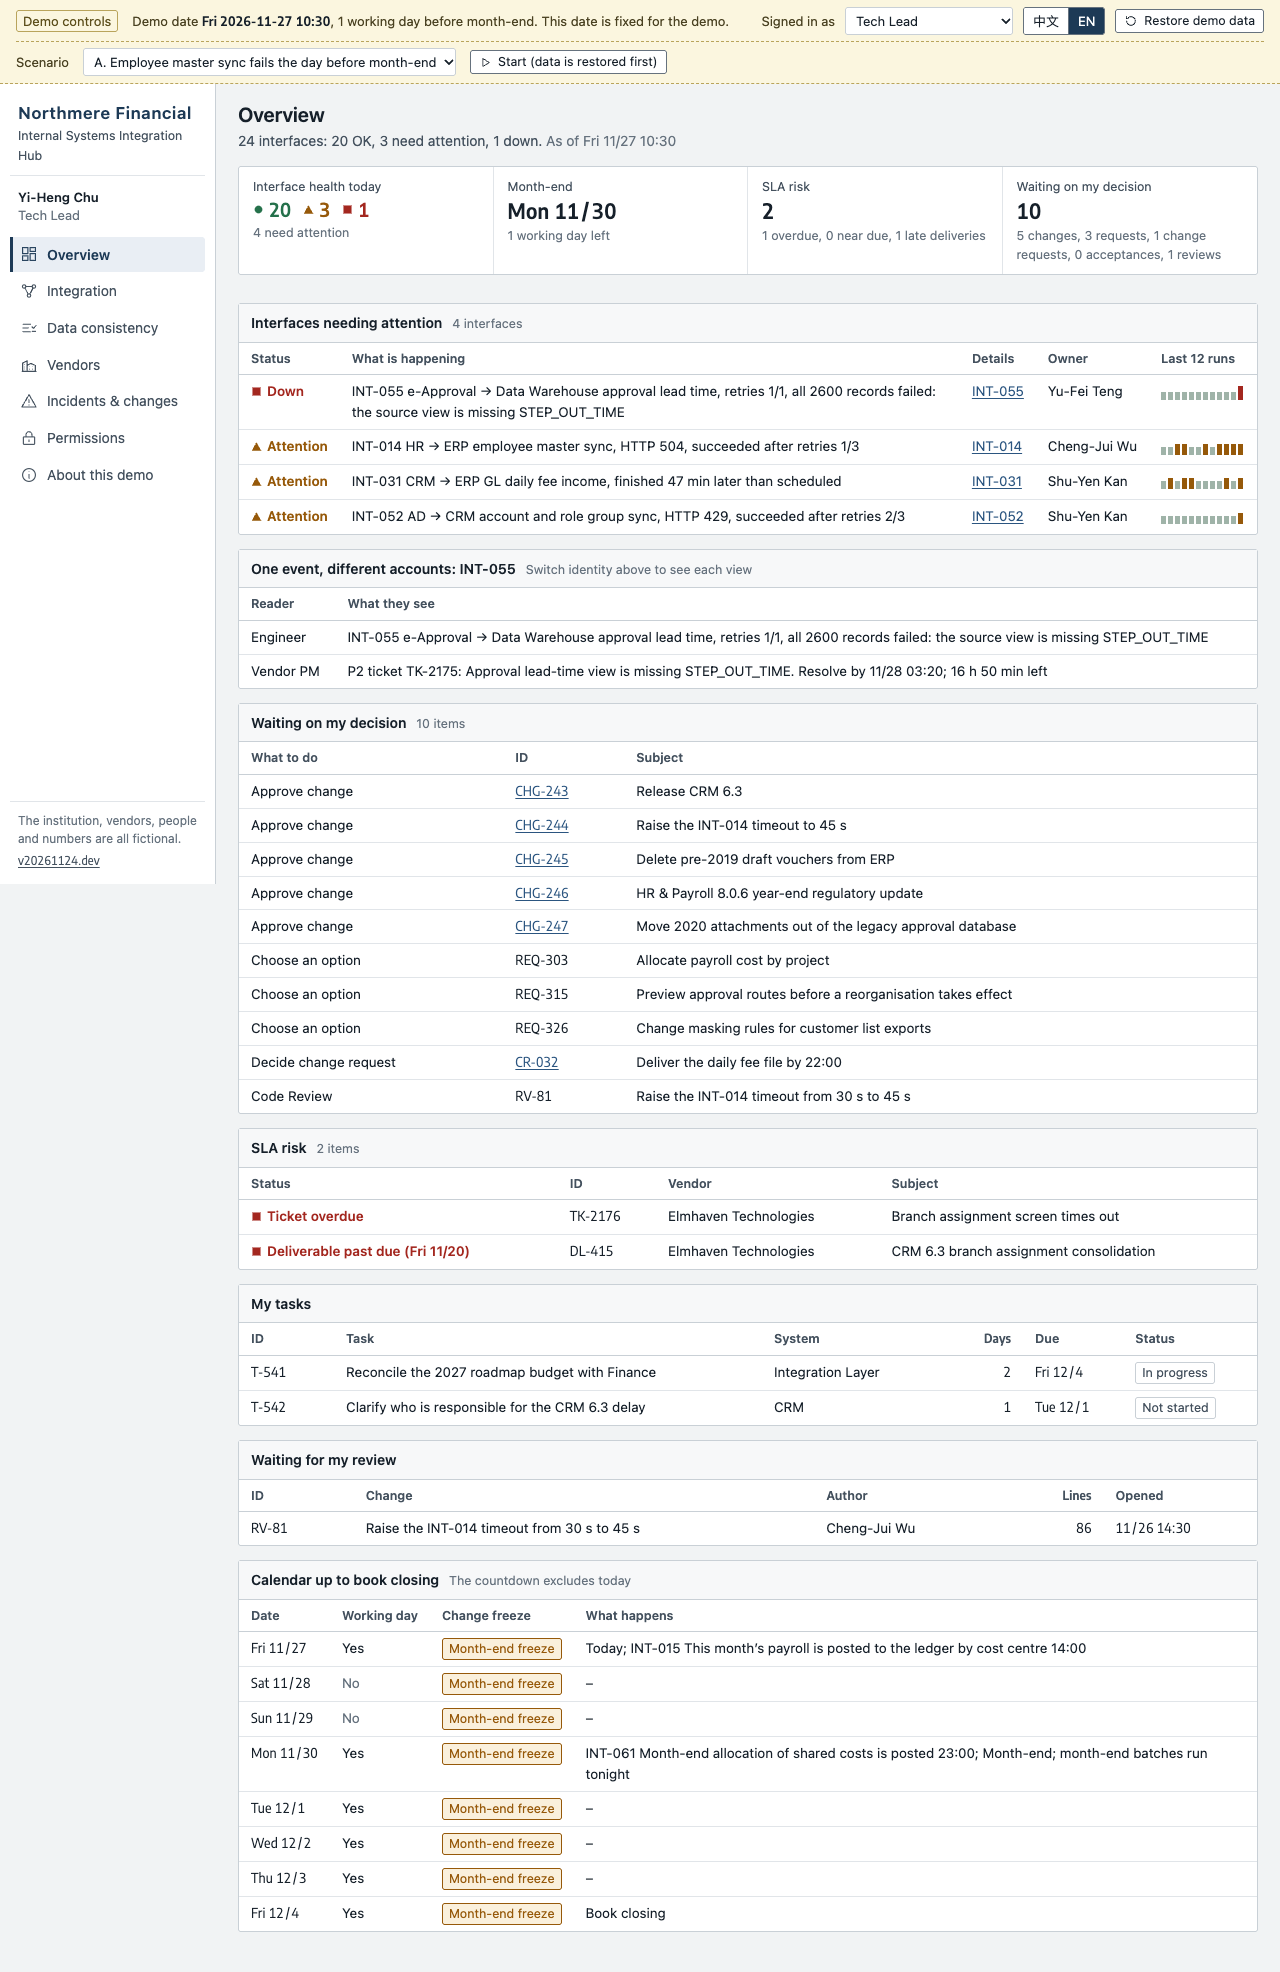 Demo controls Demo date Fri 2026-11-27 10:30, 1 working day before month-end. This date is fixed for the demo. Signed in as Tech Lead 中文 EN Restore demo data
Scenario A. Employee master sync fails the day before month-end Start (data is restored first)
Northmere Financial
Internal Systems Integration
Hub
Yi-Heng Chu
Tech Lead
Overview
Integration
Data consistency
Vendors
Incidents & changes
Permissions
About this demo
The institution, vendors, people
and numbers are all fictional.
v20261124.dev
Overview
24 interfaces: 20 OK, 3 need attention, 1 down. As of Fri 11/27 10:30
Interface health today
20 3 1
4 need attention
Month-end
Mon 11/30
1 working day left
SLA risk
2
1 overdue, 0 near due, 1 late deliveries
Waiting on my decision
10
5 changes, 3 requests, 1 change
requests, 0 acceptances, 1 reviews
Interfaces needing attention 4 interfaces
Status What is happening Details Owner Last 12 runs
Down INT-055 e-Approval → Data Warehouse approval lead time, retries 1/1, all 2600 records failed: INT-055 Yu-Fei Teng
the source view is missing STEP_OUT_TIME
Attention INT-014 HR → ERP employee master sync, HTTP 504, succeeded after retries 1/3 INT-014 Cheng-Jui Wu
Attention INT-031 CRM → ERP GL daily fee income, finished 47 min later than scheduled INT-031 Shu-Yen Kan
Attention INT-052 AD → CRM account and role group sync, HTTP 429, succeeded after retries 2/3 INT-052 Shu-Yen Kan
One event, different accounts: INT-055 Switch identity above to see each view
Reader What they see
Engineer INT-055 e-Approval → Data Warehouse approval lead time, retries 1/1, all 2600 records failed: the source view is missing STEP_OUT_TIME
Vendor PM P2 ticket TK-2175: Approval lead-time view is missing STEP_OUT_TIME. Resolve by 11/28 03:20; 16 h 50 min left
Waiting on my decision 10 items
What to do ID Subject
Approve change CHG-243 Release CRM 6.3
Approve change CHG-244 Raise the INT-014 timeout to 45 s
Approve change CHG-245 Delete pre-2019 draft vouchers from ERP
Approve change CHG-246 HR & Payroll 8.0.6 year-end regulatory update
Approve change CHG-247 Move 2020 attachments out of the legacy approval database
Choose an option REQ-303 Allocate payroll cost by project
Choose an option REQ-315 Preview approval routes before a reorganisation takes effect
Choose an option REQ-326 Change masking rules for customer list exports
Decide change request CR-032 Deliver the daily fee file by 22:00
Code Review RV-81 Raise the INT-014 timeout from 30 s to 45 s
SLA risk 2 items
Status ID Vendor Subject
Ticket overdue TK-2176 Elmhaven Technologies Branch assignment screen times out
Deliverable past due (Fri 11/20) DL-415 Elmhaven Technologies CRM 6.3 branch assignment consolidation
My tasks
ID Task System Days Due Status
T-541 Reconcile the 2027 roadmap budget with Finance Integration Layer 2 Fri 12/4 In progress
T-542 Clarify who is responsible for the CRM 6.3 delay CRM 1 Tue 12/1 Not started
Waiting for my review
ID Change Author Lines Opened
RV-81 Raise the INT-014 timeout from 30 s to 45 s Cheng-Jui Wu 86 11/26 14:30
Calendar up to book closing The countdown excludes today
Date Working day Change freeze What happens
Fri 11/27 Yes Month-end freeze Today; INT-015 This month's payroll is posted to the ledger by cost centre 14:00
Sat 11/28 No Month-end freeze –
Sun 11/29 No Month-end freeze –
Mon 11/30 Yes Month-end freeze INT-061 Month-end allocation of shared costs is posted 23:00; Month-end; month-end batches run
tonight
Tue 12/1 Yes Month-end freeze –
Wed 12/2 Yes Month-end freeze –
Thu 12/3 Yes Month-end freeze –
Fri 12/4 Yes Month-end freeze Book closing